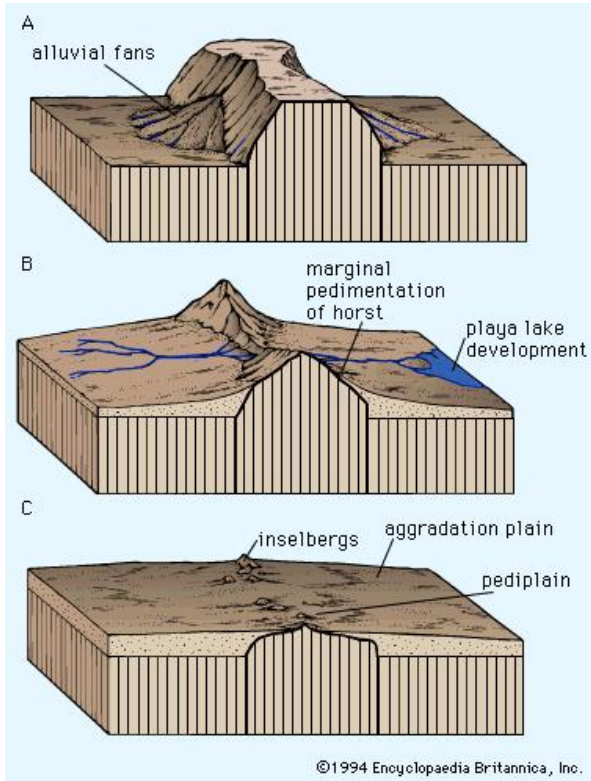 A
alluvial fans
B
marginal
pedimentation
of horst
playa lake
development
C
inselbergs
aggradation plain
pediplain
©1994 Encyclopaedia Britannica, Inc.